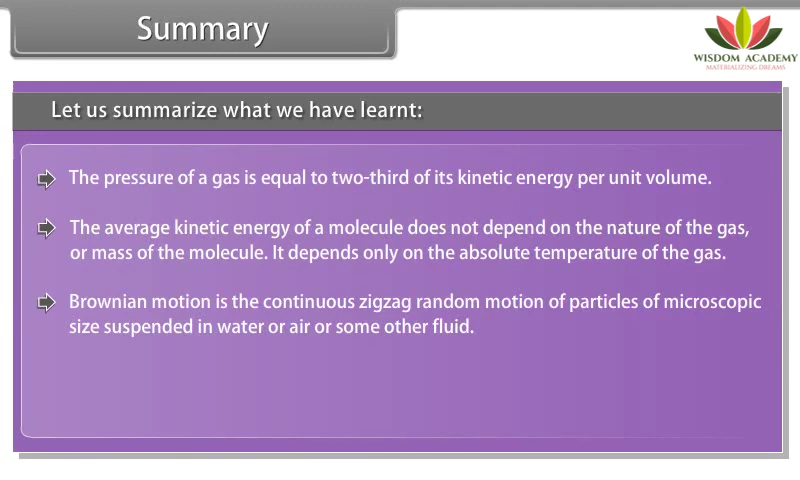 Summary
WISDOM ACADEMY
MATERIALIZING DREAMS
Let us summarize what we have learnt:
The pressure of a gas is equal to two-third of its kinetic energy per unit volume.
The average kinetic energy of a molecule does not depend on the nature of the gas,
or mass of the molecule. It depends only on the absolute temperature of the gas.
Brownian motion is the continuous zigzag random motion of particles of microscopic
size suspended in water or air or some other fluid.